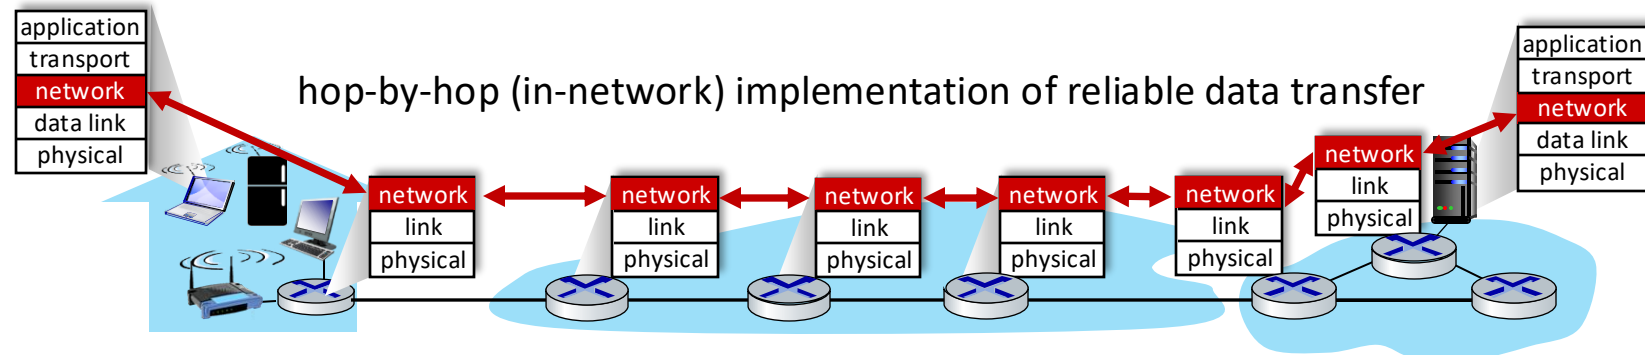 application
transport
network
data link
physical
hop-by-hop (in-network) implementation of reliable data transfer
network
link
physical
network
link
physical
network
link
physical
network
link
physical
network
link
physical
network
link
physical
application
transport
network
data link
physical